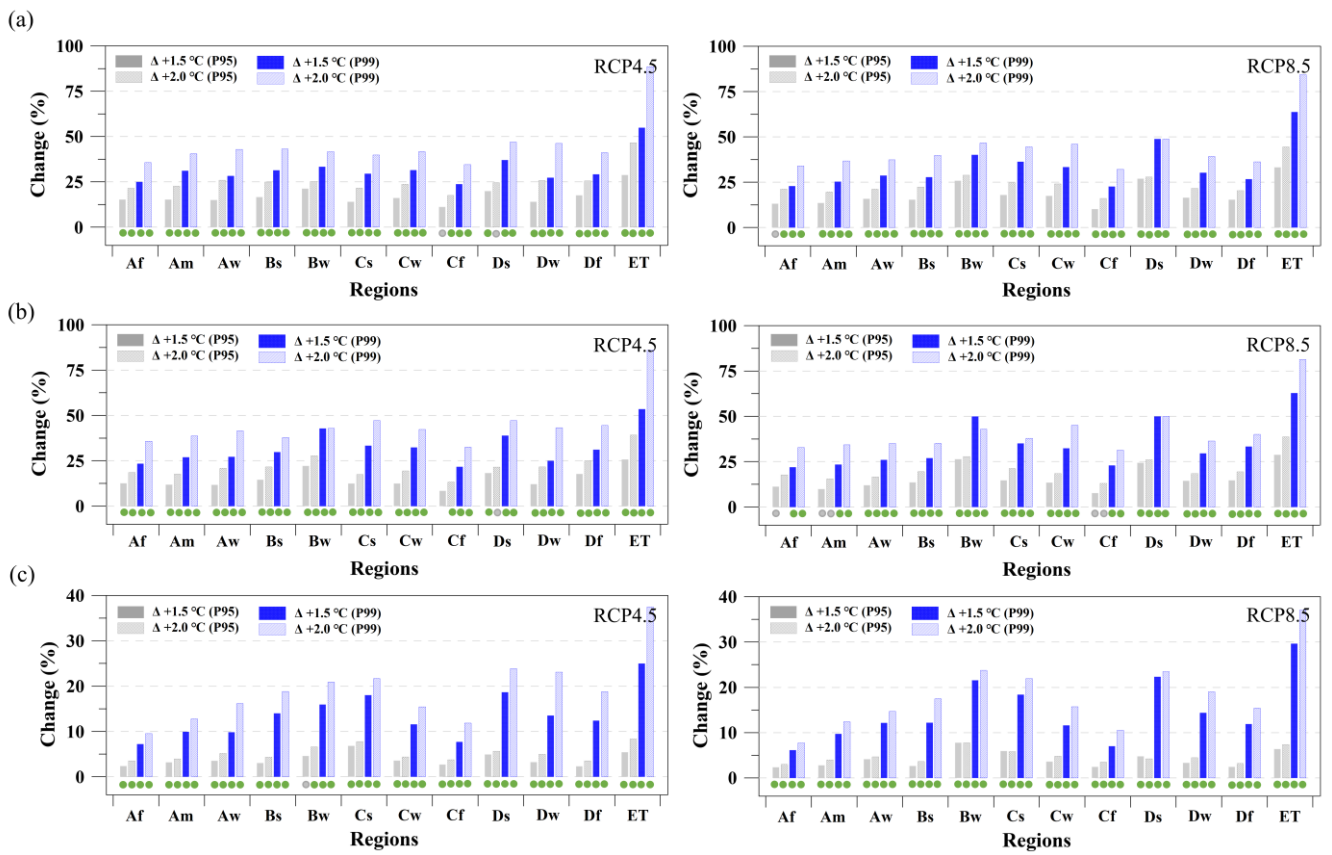 (a)
100
75
50
25
0
Change (%)
Δ +1.5 °C (P95)
Δ +1.5 °C (P99)
Δ +2.0 °C (P95)
Δ +2.0 °C (P99)
RCP4.5
Af Am Aw Bs Bw Cs Cw Cf Ds Dw Df ET
Regions
100
75
50
25
0
Change (%)
Δ +1.5 °C (P95)
Δ +1.5 °C (P99)
Δ +2.0 °C (P95)
Δ +2.0 °C (P99)
RCP8.5
Af Am Aw Bs Bw Cs Cw Cf Ds Dw Df ET
Regions
(b)
100
75
50
25
0
Change (%)
Δ +1.5 °C (P95)
Δ +1.5 °C (P99)
Δ +2.0 °C (P95)
Δ +2.0 °C (P99)
RCP4.5
Af Am Aw Bs Bw Cs Cw Cf Ds Dw Df ET
Regions
100
75
50
25
0
Change (%)
Δ +1.5 °C (P95)
Δ +1.5 °C (P99)
Δ +2.0 °C (P95)
Δ +2.0 °C (P99)
RCP8.5
Af Am Aw Bs Bw Cs Cw Cf Ds Dw Df ET
Regions
(c)
40
30
20
10
0
Change (%)
Δ +1.5 °C (P95)
Δ +1.5 °C (P99)
Δ +2.0 °C (P95)
Δ +2.0 °C (P99)
RCP4.5
Af Am Aw Bs Bw Cs Cw Cf Ds Dw Df ET
Regions
40
30
20
10
0
Change (%)
Δ +1.5 °C (P95)
Δ +1.5 °C (P99)
Δ +2.0 °C (P95)
Δ +2.0 °C (P99)
RCP8.5
Af Am Aw Bs Bw Cs Cw Cf Ds Dw Df ET
Regions